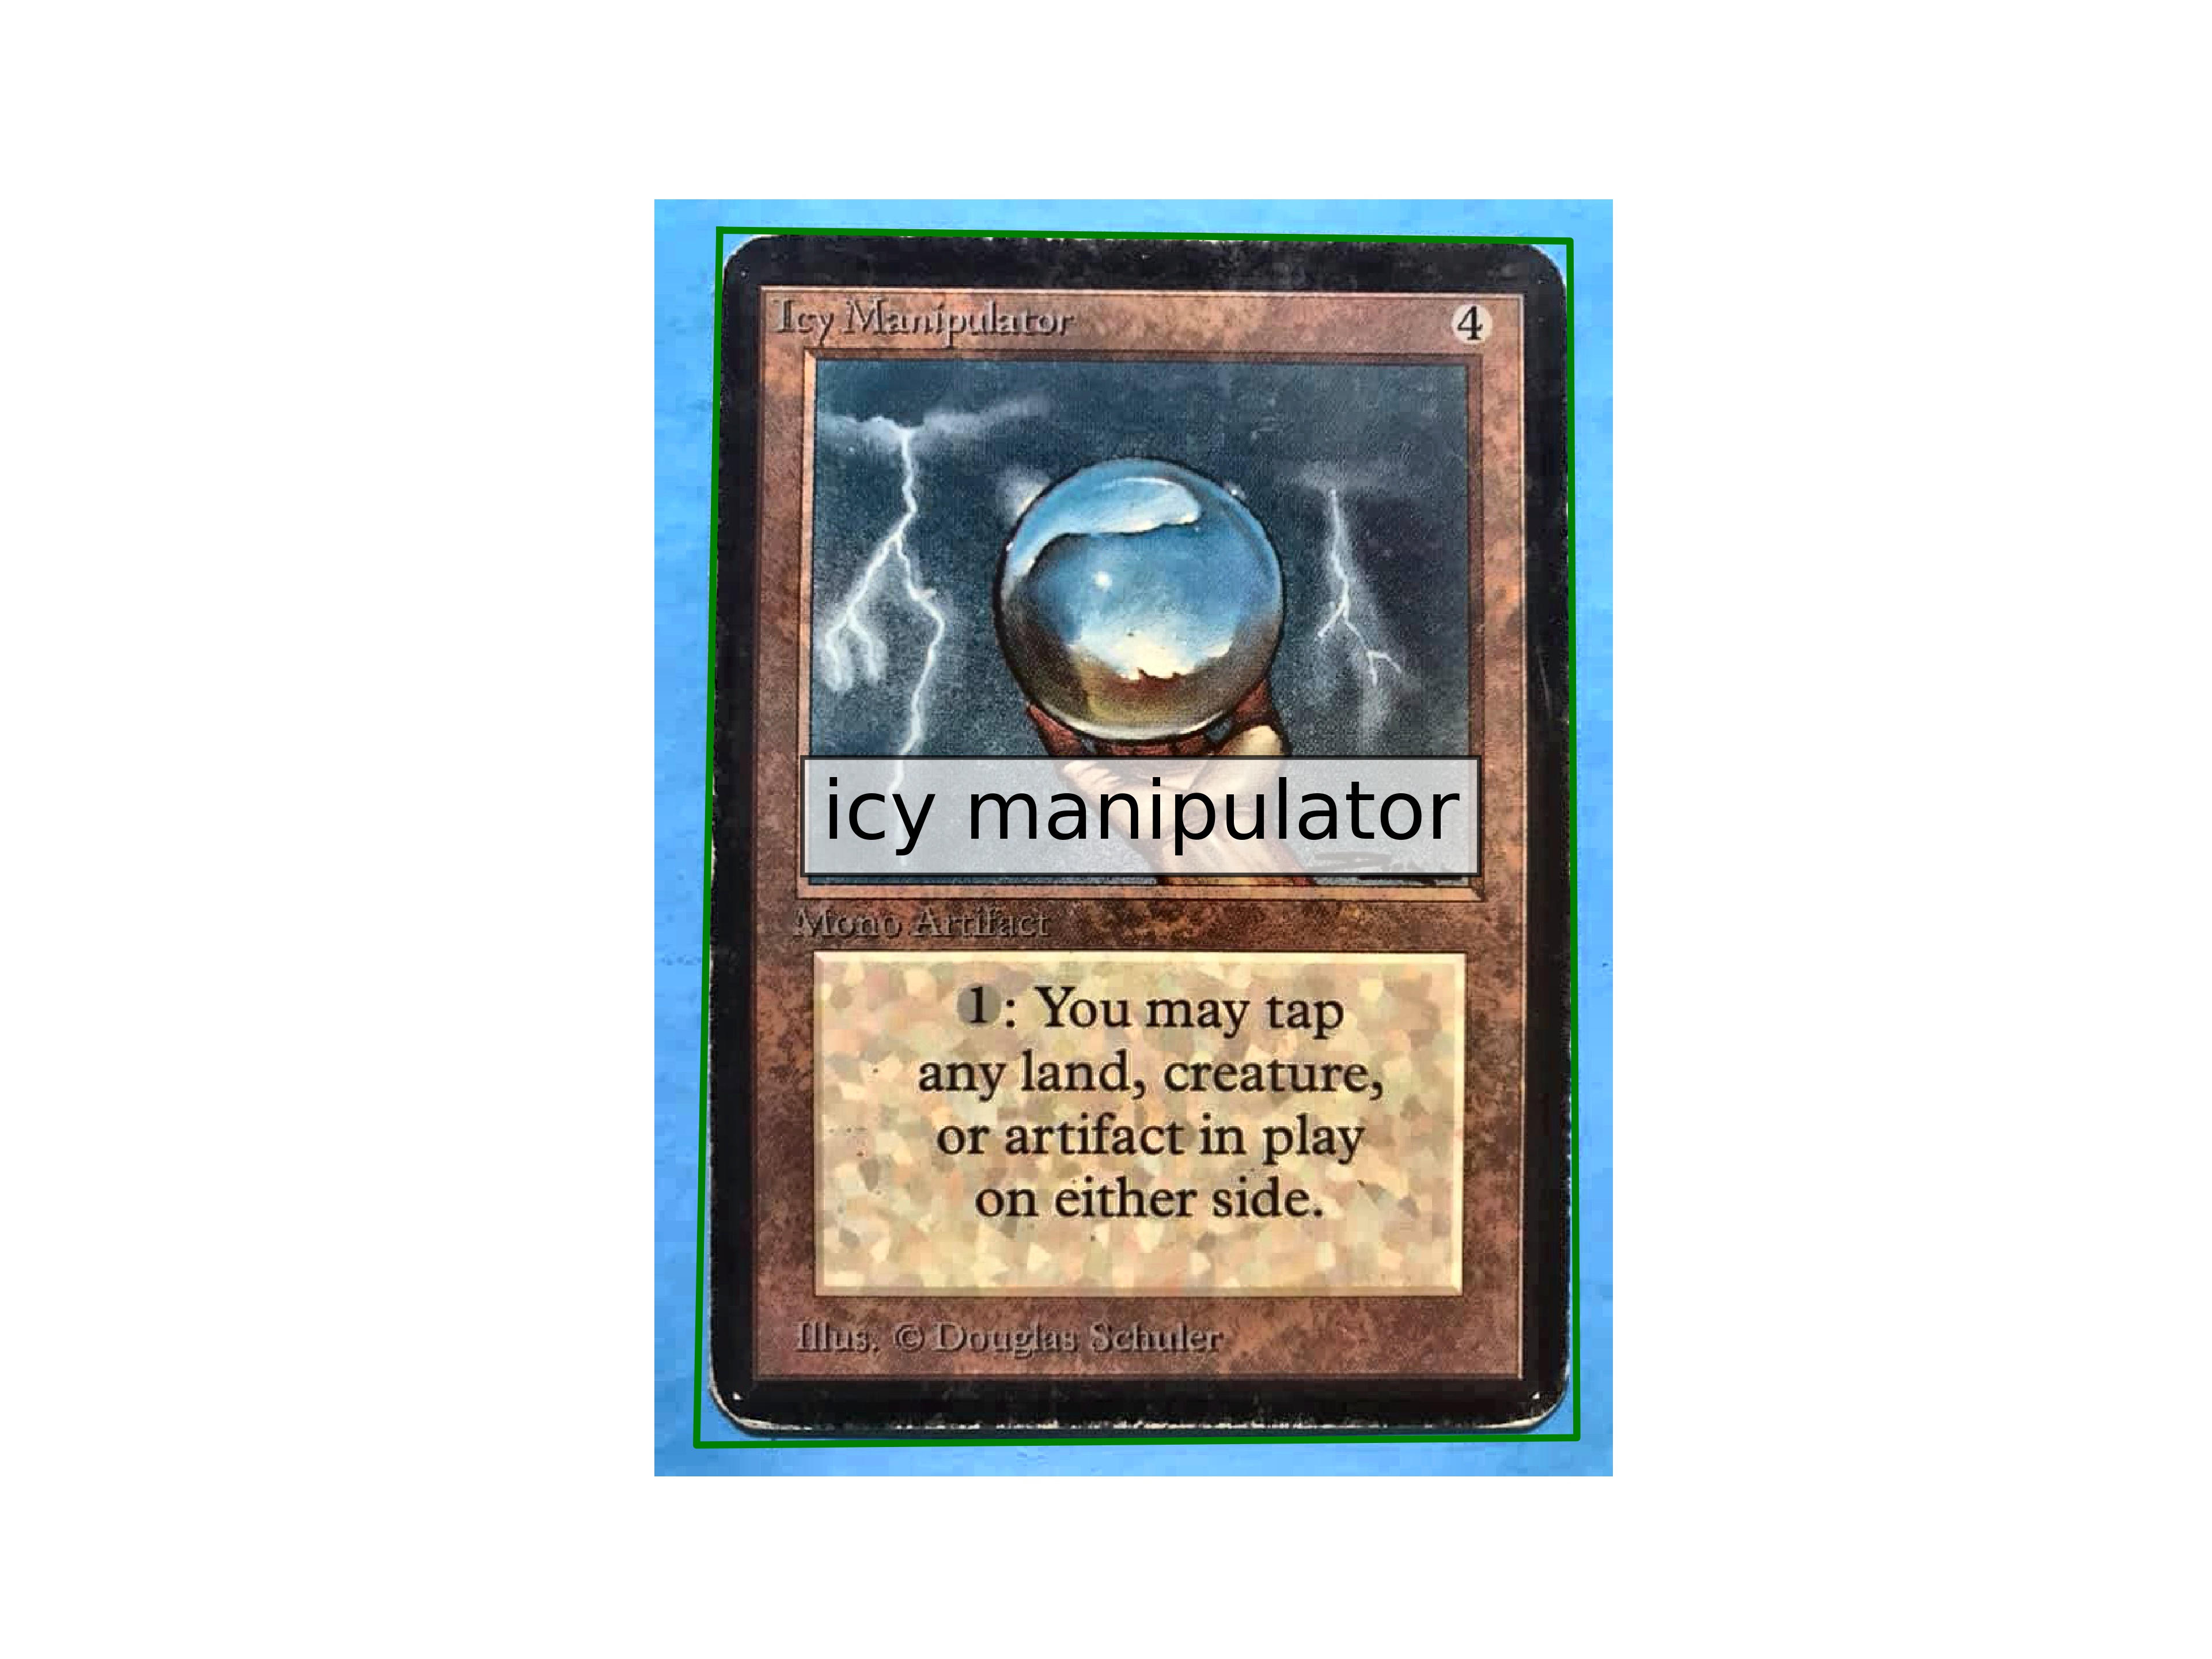 Icy Manipulator
4
icy manipulator
Mono Artifact
1: You may tap
any land, creature,
or artifact in play
on either side.
Illus. © Douglas Schuler